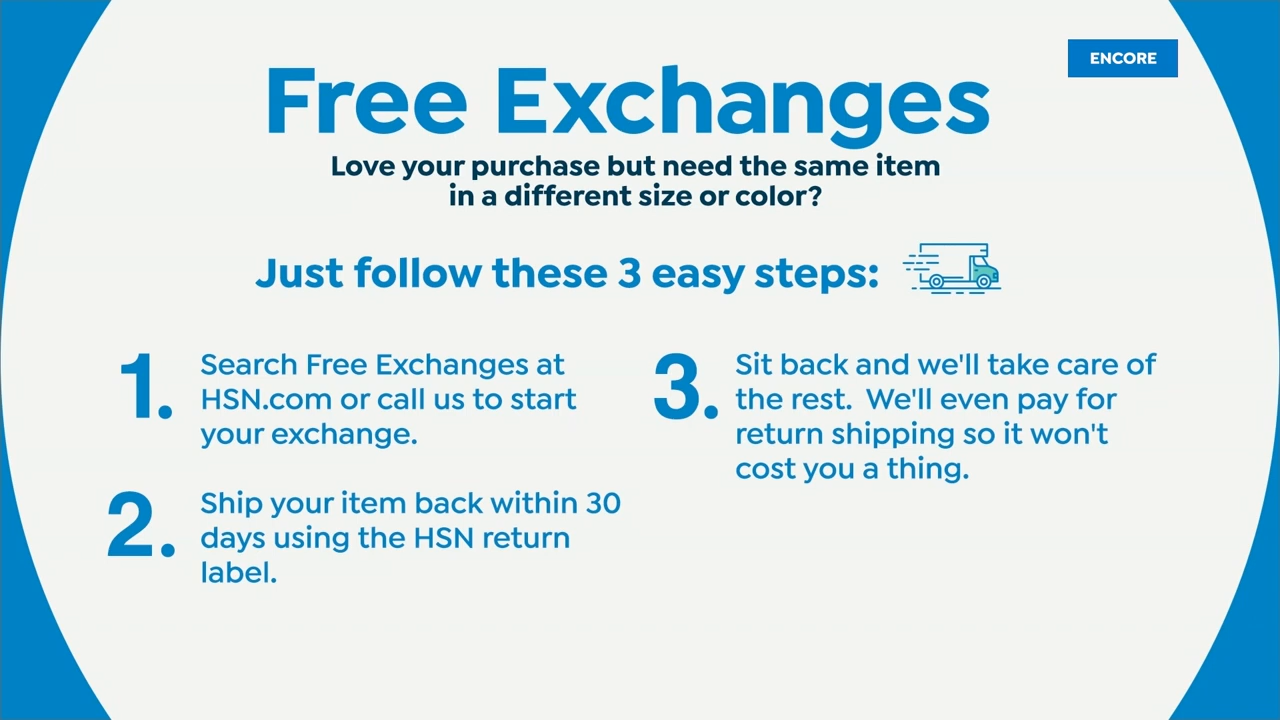 ENCORE
Free Exchanges
Love your purchase but need the same item
in a different size or color?
Just follow these 3 easy steps:
1. Search Free Exchanges at
HSN.com or call us to start
your exchange.
2. Ship your item back within 30
days using the HSN return
label.
3. Sit back and we'll take care of
the rest.  We'll even pay for
return shipping so it won't
cost you a thing.